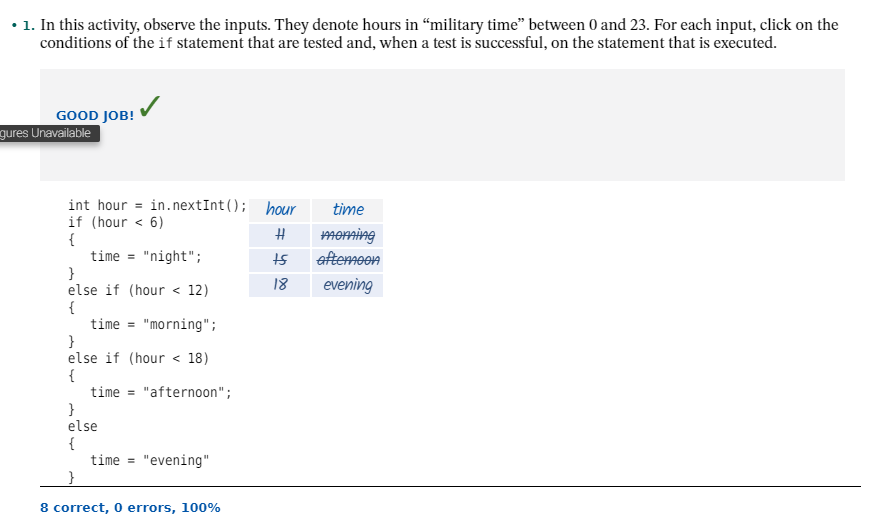 • 1. In this activity, observe the inputs. They denote hours in “military time” between 0 and 23. For each input, click on the
conditions of the if statement that are tested and, when a test is successful, on the statement that is executed.
GOOD JOB! ✓
gures Unavailable
int hour = in.nextInt();
if (hour < 6)
{
time = "night";
}
else if (hour < 12)
{
time = "morning";
}
else if (hour < 18)
{
time = "afternoon";
}
else
{
time = "evening"
}
hour time
11 morning
15 afternoon
18 evening
8 correct, 0 errors, 100%